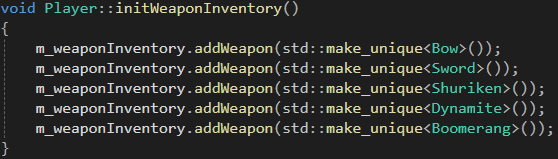 void Player::initWeaponInventory()
{
    m_weaponInventory.addWeapon(std::make_unique<Bow>());
    m_weaponInventory.addWeapon(std::make_unique<Sword>());
    m_weaponInventory.addWeapon(std::make_unique<Shuriken>());
    m_weaponInventory.addWeapon(std::make_unique<Dynamite>());
    m_weaponInventory.addWeapon(std::make_unique<Boomerang>());
}